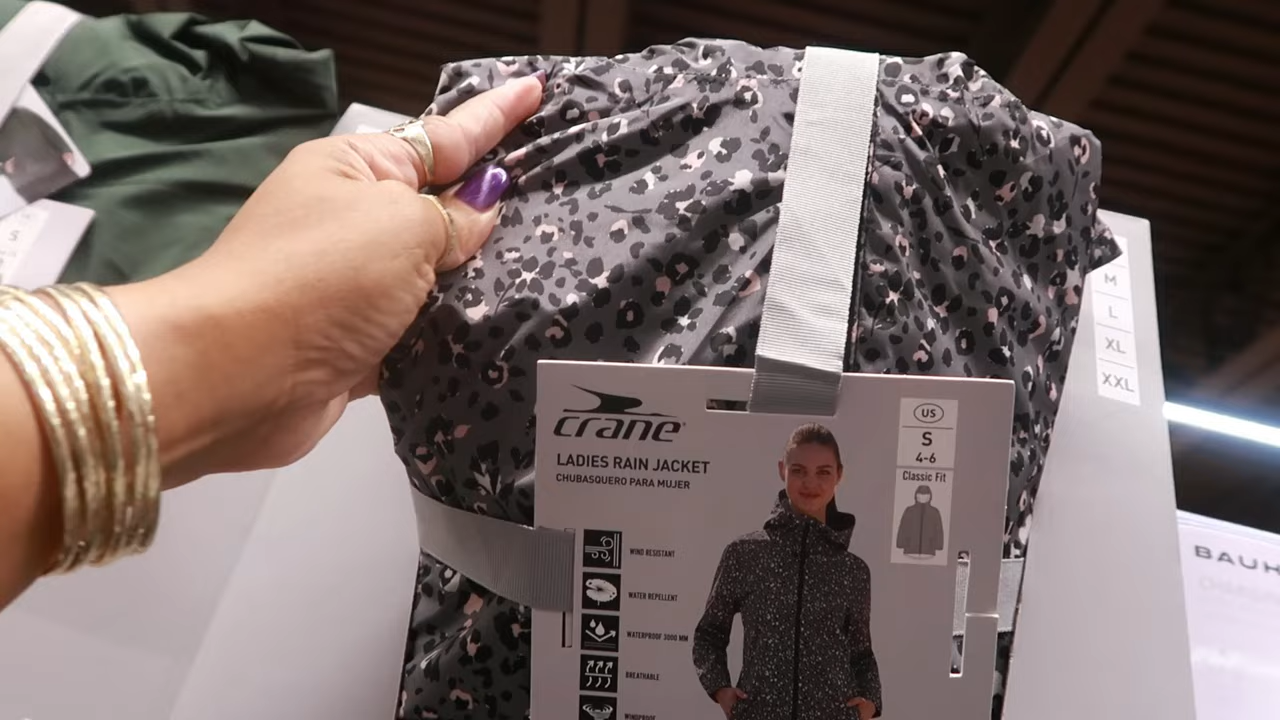 S
M
L
XL
XXL
crane
US
S
4-6
Classic Fit
LADIES RAIN JACKET
CHUBASQUERO PARA MUJER
WIND RESISTANT
WATER REPELLENT
WATERPROOF 3000 MM
BREATHABLE
WINDPROOF
BAUH